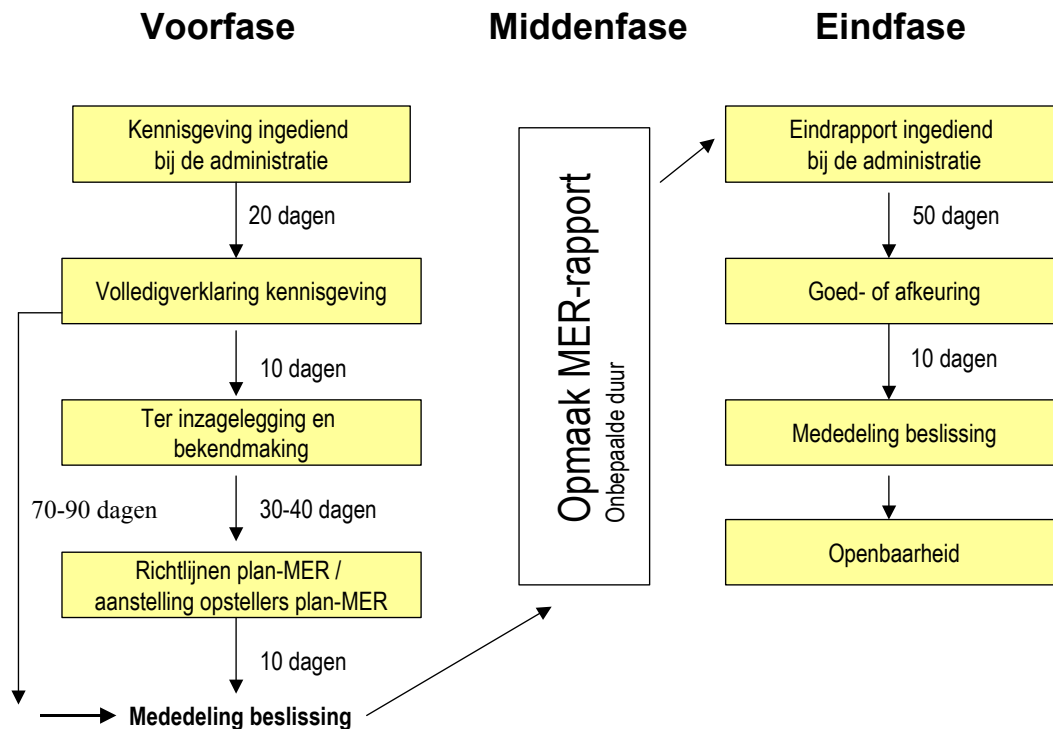 Voorfase
Kennisgeving ingediend
bij de administratie
20 dagen
Volledigverklaring kennisgeving
10 dagen
Ter inzagelegging en
bekendmaking
70-90 dagen
30-40 dagen
Richtlijnen plan-MER /
aanstelling opstellers plan-MER
10 dagen
Mededeling beslissing
Middenfase
Opmaak MER-rapport
Onbepaalde duur
Eindfase
Eindrapport ingediend
bij de administratie
50 dagen
Goed- of afkeuring
10 dagen
Mededeling beslissing
Openbaarheid